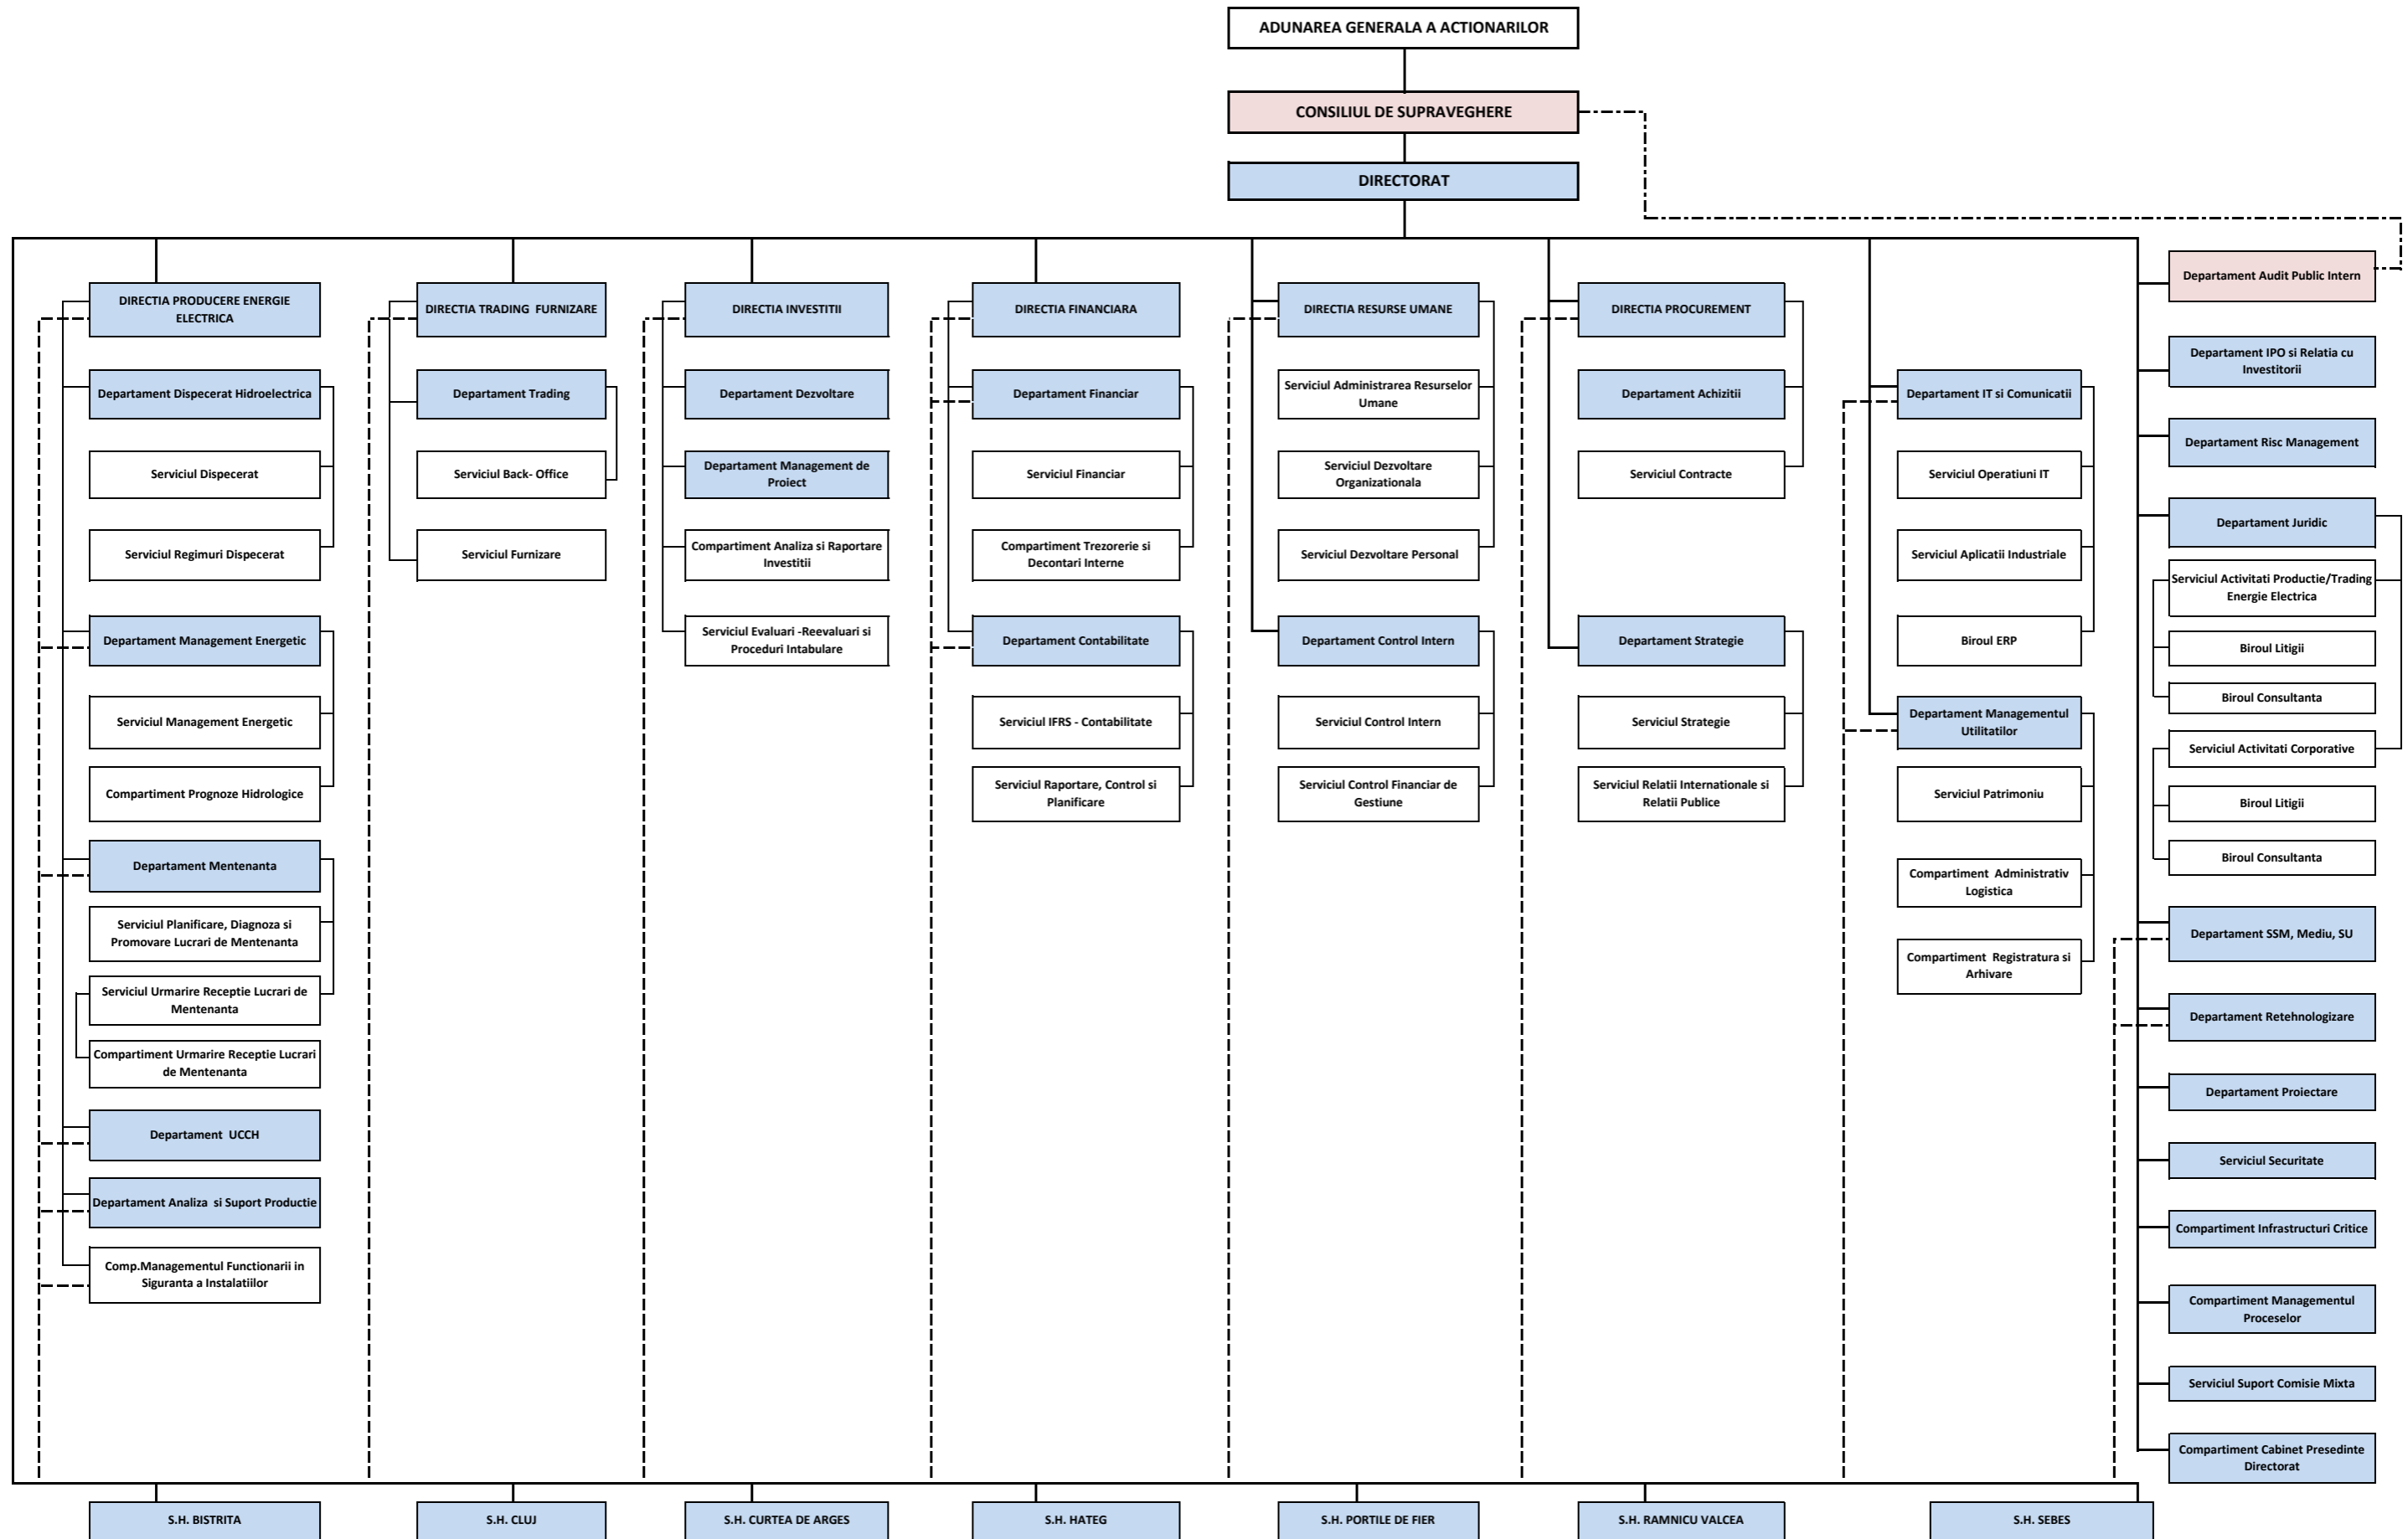 ADUNAREA GENERALA A ACTIONARILOR
CONSILIUL DE SUPRAVEGHERE
DIRECTORAT
DIRECTIA PRODUCERE ENERGIE
ELECTRICA
Departament Dispecerat Hidroelectrica
Serviciul Dispecerat
Serviciul Regimuri Dispecerat
Departament Management Energetic
Serviciul Management Energetic
Compartiment Prognoze Hidrologice
Departament Mentenanta
Serviciul Planificare, Diagnoza si
Promovare Lucrari de Mentenanta
Serviciul Urmarire Receptie Lucrari de
Mentenanta
Compartiment Urmarire Receptie Lucrari
de Mentenanta
Departament UCCH
Departament Analiza si Suport Productie
Comp.Managementul Functionarii in
Siguranta a Instalatiilor
DIRECTIA TRADING FURNIZARE
Departament Trading
Serviciul Back- Office
Serviciul Furnizare
DIRECTIA INVESTITII
Departament Dezvoltare
Departament Management de
Proiect
Compartiment Analiza si Raportare
Investitii
Serviciul Evaluari -Reevaluari si
Proceduri Intabulare
DIRECTIA FINANCIARA
Departament Financiar
Serviciul Financiar
Compartiment Trezorerie si
Decontari Interne
Departament Contabilitate
Serviciul IFRS - Contabilitate
Serviciul Raportare, Control si
Planificare
DIRECTIA RESURSE UMANE
Serviciul Administrarea Resurselor
Umane
Serviciul Dezvoltare
Organizationala
Serviciul Dezvoltare Personal
Departament Control Intern
Serviciul Control Intern
Serviciul Control Financiar de
Gestiune
DIRECTIA PROCUREMENT
Departament Achizitii
Serviciul Contracte
Departament Strategie
Serviciul Strategie
Serviciul Relatii Internationale si
Relatii Publice
Departament IT si Comunicatii
Serviciul Operatiuni IT
Serviciul Aplicatii Industriale
Biroul ERP
Departament Managementul
Utilitatilor
Serviciul Patrimoniu
Compartiment Administrativ
Logistica
Compartiment Registratura si
Arhivare
Departament Audit Public Intern
Departament IPO si Relatia cu
Investitorii
Departament Risc Management
Departament Juridic
Serviciul Activitati Productie/Trading
Energie Electrica
Biroul Litigii
Biroul Consultanta
Serviciul Activitati Corporative
Biroul Litigii
Biroul Consultanta
Departament SSM, Mediu, SU
Departament Retehnologizare
Departament Proiectare
Serviciul Securitate
Compartiment Infrastructuri Critice
Compartiment Managementul
Proceselor
Serviciul Suport Comisie Mixta
Compartiment Cabinet Presedinte
Directorat
S.H. BISTRITA
S.H. CLUJ
S.H. CURTEA DE ARGES
S.H. HATEG
S.H. PORTILE DE FIER
S.H. RAMNICU VALCEA
S.H. SEBES